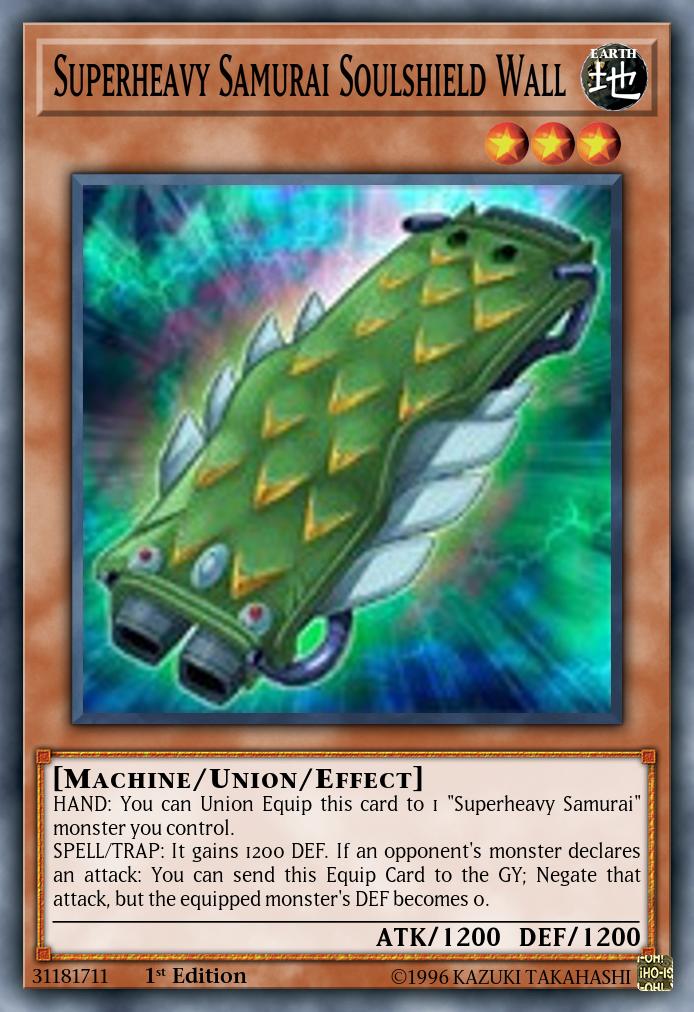 Superheavy Samurai Soulshield Wall
EARTH
地
[Machine/Union/Effect]
HAND: You can Union Equip this card to 1 "Superheavy Samurai"
monster you control.
SPELL/TRAP: It gains 1200 DEF. If an opponent's monster declares
an attack: You can send this Equip Card to the GY; Negate that
attack, but the equipped monster's DEF becomes 0.
ATK/1200 DEF/1200
31181711 1st Edition ©1996 KAZUKI TAKAHASHI